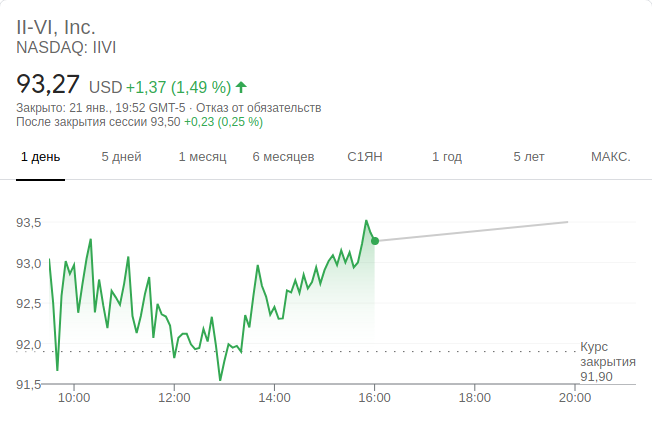 II-VI, Inc.
NASDAQ: IIVI
93,27 USD +1,37 (1,49 %)
Закрыто: 21 янв., 19:52 GMT-5 · Отказ от обязательств
После закрытия сессии 93,50 +0,23 (0,25 %)
1 день 5 дней 1 месяц 6 месяцев С1ЯН 1 год 5 лет МАКС.
93,5
93,0
92,5
92,0
Курс
закрытия
91,90
91,5
10:00 12:00 14:00 16:00 18:00 20:00